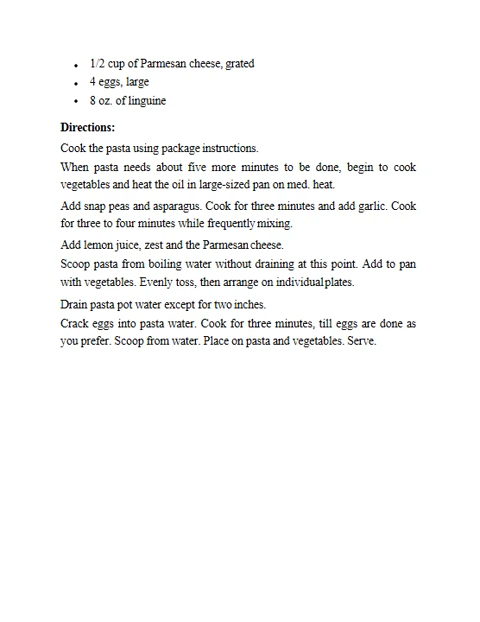 • 1/2 cup of Parmesan cheese, grated
• 4 eggs, large
• 8 oz. of linguine
Directions:
Cook the pasta using package instructions.
When pasta needs about five more minutes to be done, begin to cook
vegetables and heat the oil in large-sized pan on med. heat.
Add snap peas and asparagus. Cook for three minutes and add garlic. Cook
for three to four minutes while frequently mixing.
Add lemon juice, zest and the Parmesan cheese.
Scoop pasta from boiling water without draining at this point. Add to pan
with vegetables. Evenly toss, then arrange on individual plates.
Drain pasta pot water except for two inches.
Crack eggs into pasta water. Cook for three minutes, till eggs are done as
you prefer. Scoop from water. Place on pasta and vegetables. Serve.